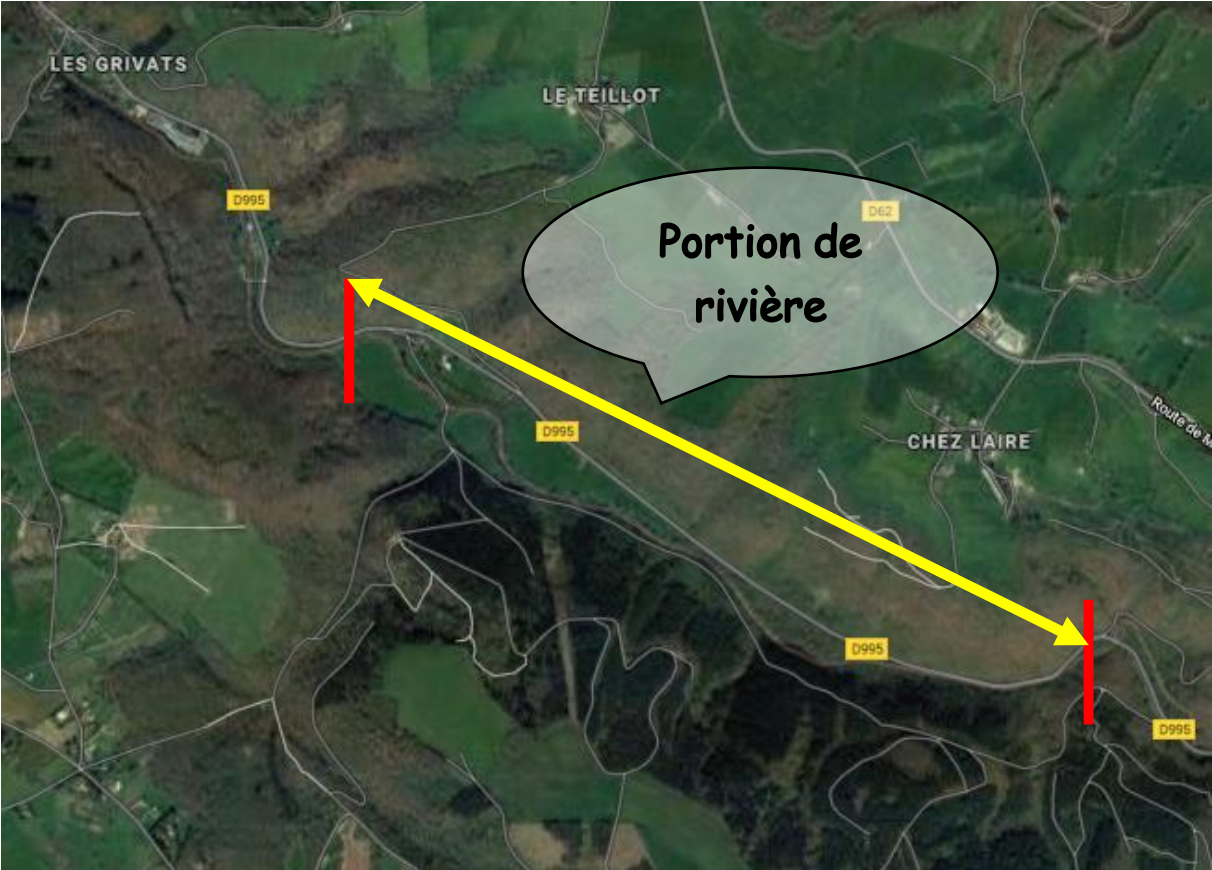 LES GRIVATS
LE TEILLOT
D995
D62
Portion de
rivière
Route de M
D995
CHEZ LAIRE
D995
D995